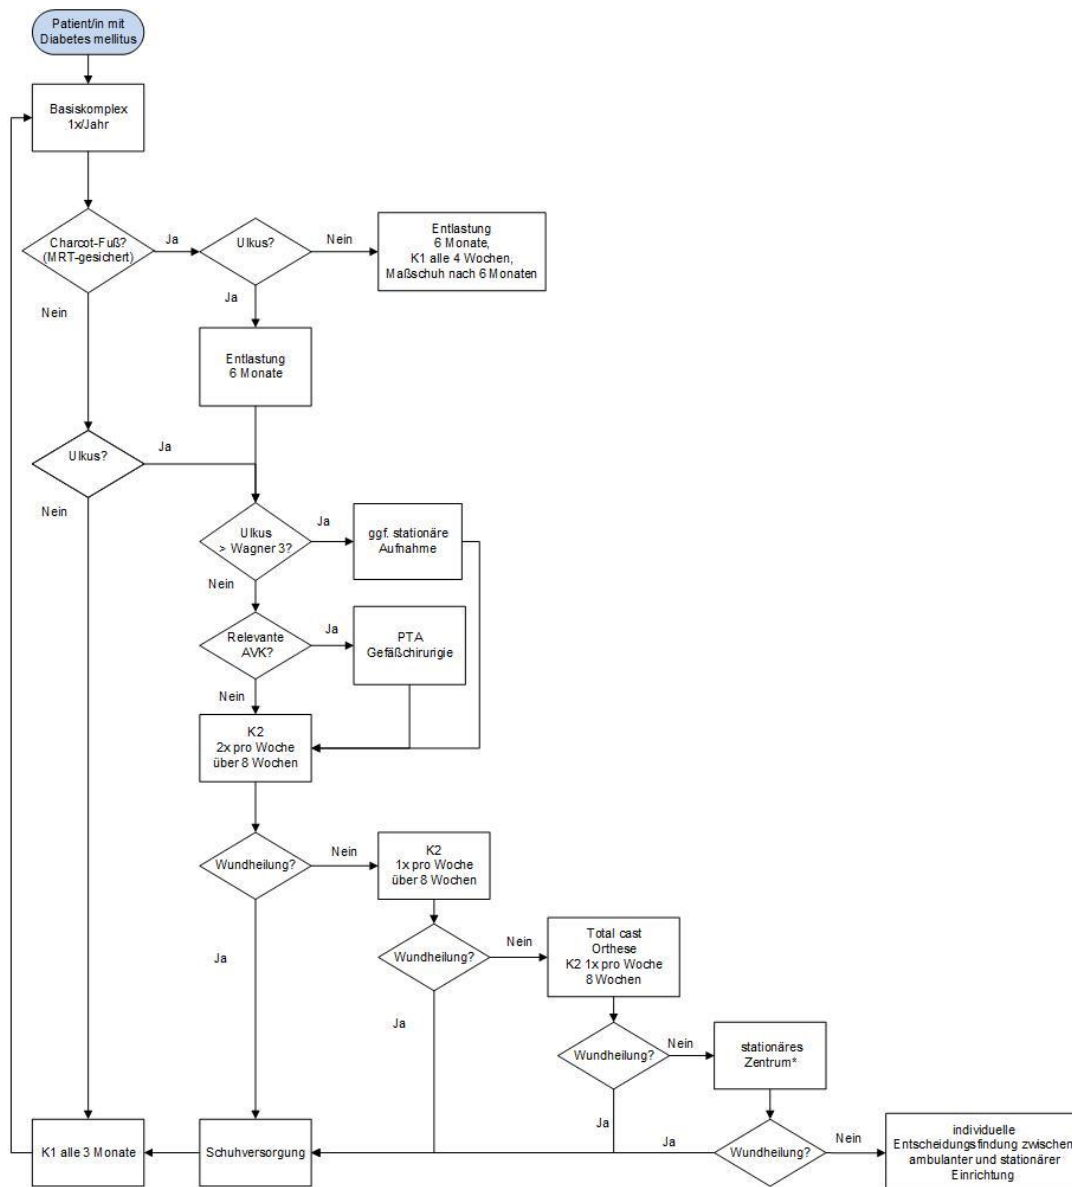 Patient/in mit
Diabetes mellitus
Basiskomplex
1x/Jahr
Charcot-Fuß?
(MRT-gesichert)
Ja
Ulkus?
Nein
Entlastung
6 Monate,
K1 alle 4 Wochen,
Maßschuh nach 6 Monaten
Nein
Ja
Entlastung
6 Monate
Ulkus?
Ja
Nein
Ulkus
> Wagner 3?
Ja
ggf. stationäre
Aufnahme
Nein
Relevante
AVK?
Ja
PTA
Gefäßchirurigie
Nein
K2
2x pro Woche
über 8 Wochen
Wundheilung?
Nein
K2
1x pro Woche
über 8 Wochen
Ja
Wundheilung?
Nein
Total cast
Orthese
K2 1x pro Woche
8 Wochen
Ja
Wundheilung?
Nein
stationäres
Zentrum*
Ja
Ja
Wundheilung?
Nein
individuelle
Entscheidungsfindung zwischen
ambulanter und stationärer
Einrichtung
K1 alle 3 Monate
Schuhversorgung